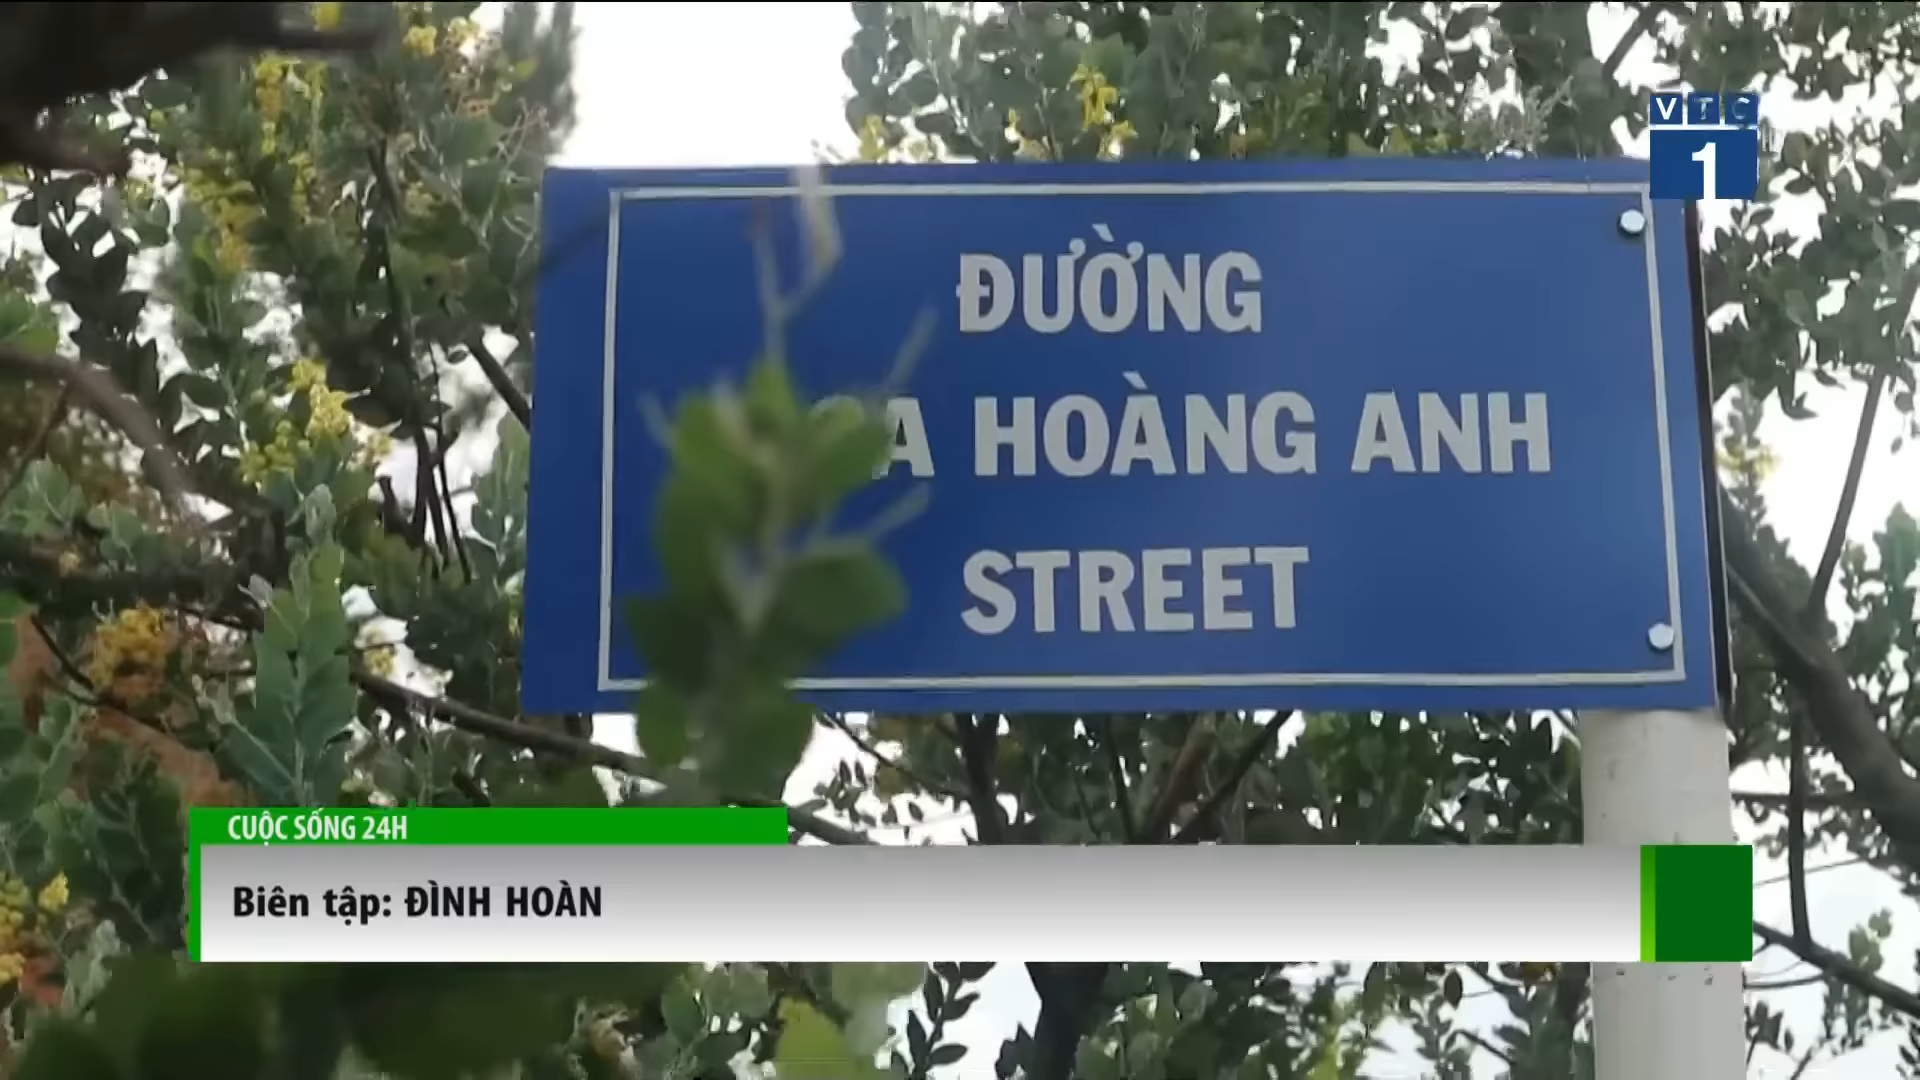 VTC
1
ĐƯỜNG
HOÀNG ANH
STREET
CUỘC SỐNG 24H
Biên tập: ĐÌNH HOÀN